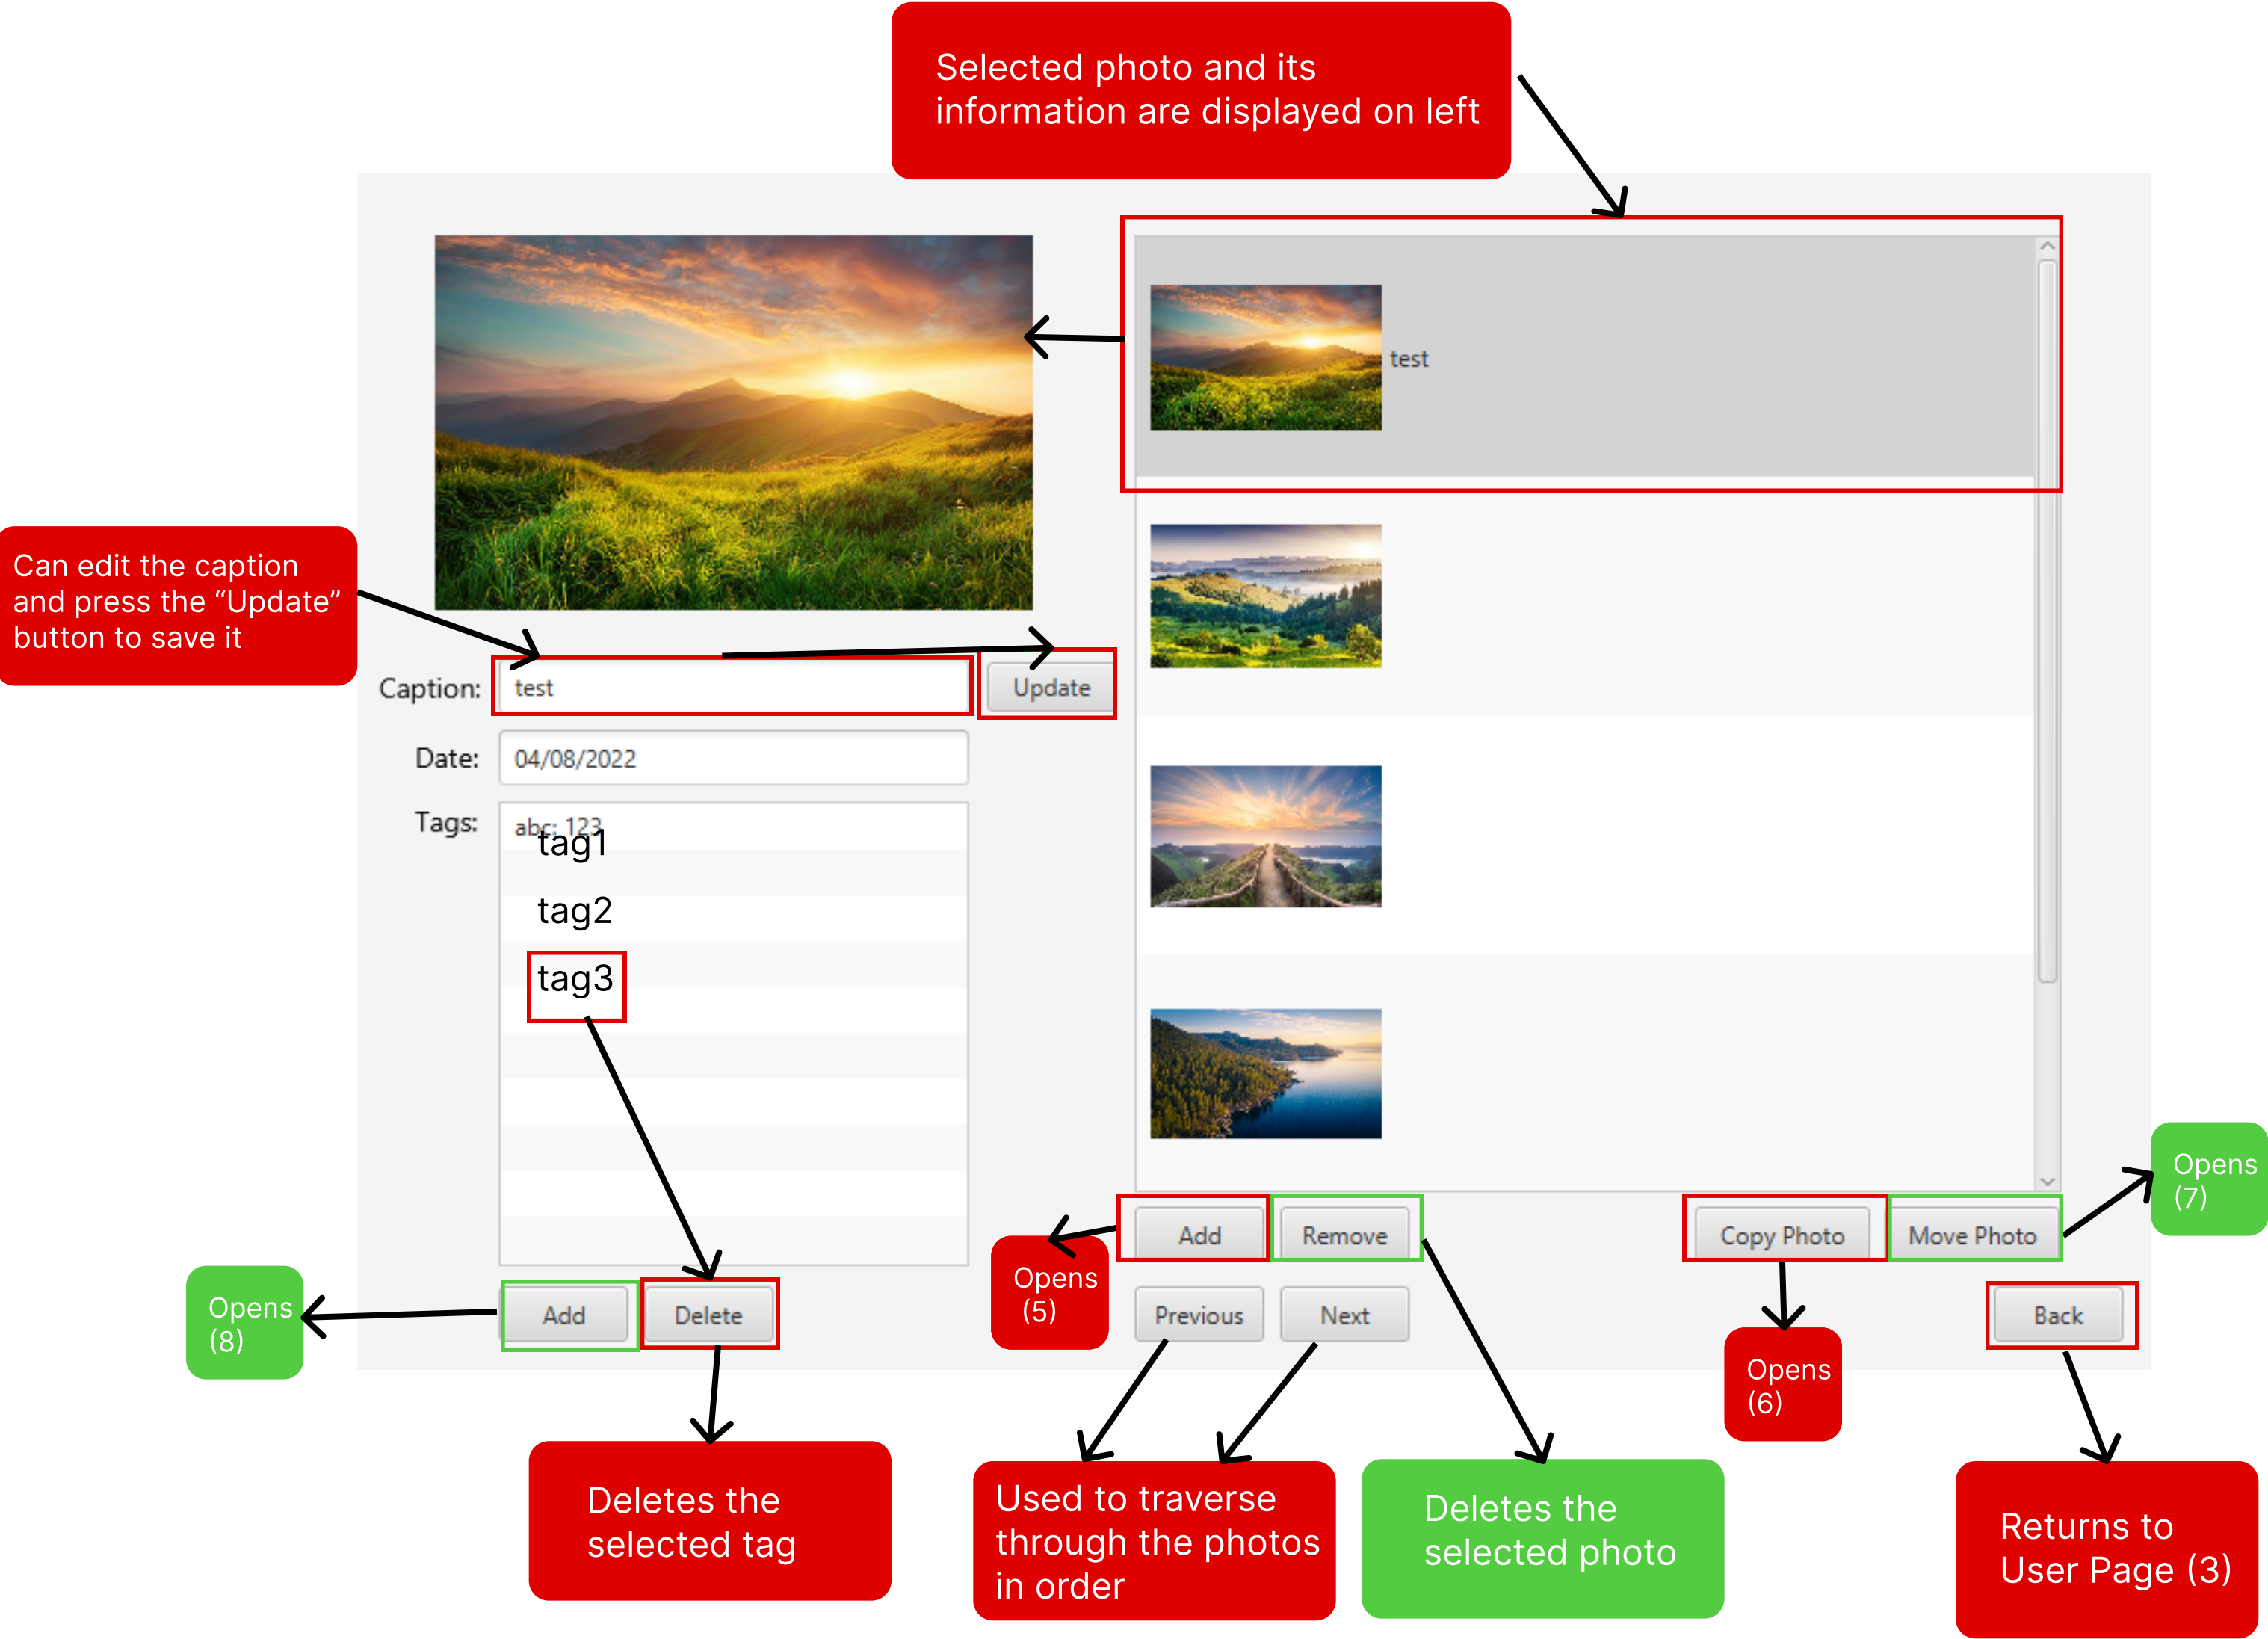 Selected photo and its
information are displayed on left
test
Can edit the caption
and press the “Update”
button to save it
Caption:
test
Update
Date:
04/08/2022
Tags:
abc: 123
tag1
tag2
tag3
Add
Delete
Add
Remove
Copy Photo
Move Photo
Previous
Next
Back
Opens
(7)
Opens
(8)
Opens
(5)
Opens
(6)
Deletes the
selected tag
Used to traverse
through the photos
in order
Deletes the
selected photo
Returns to
User Page (3)